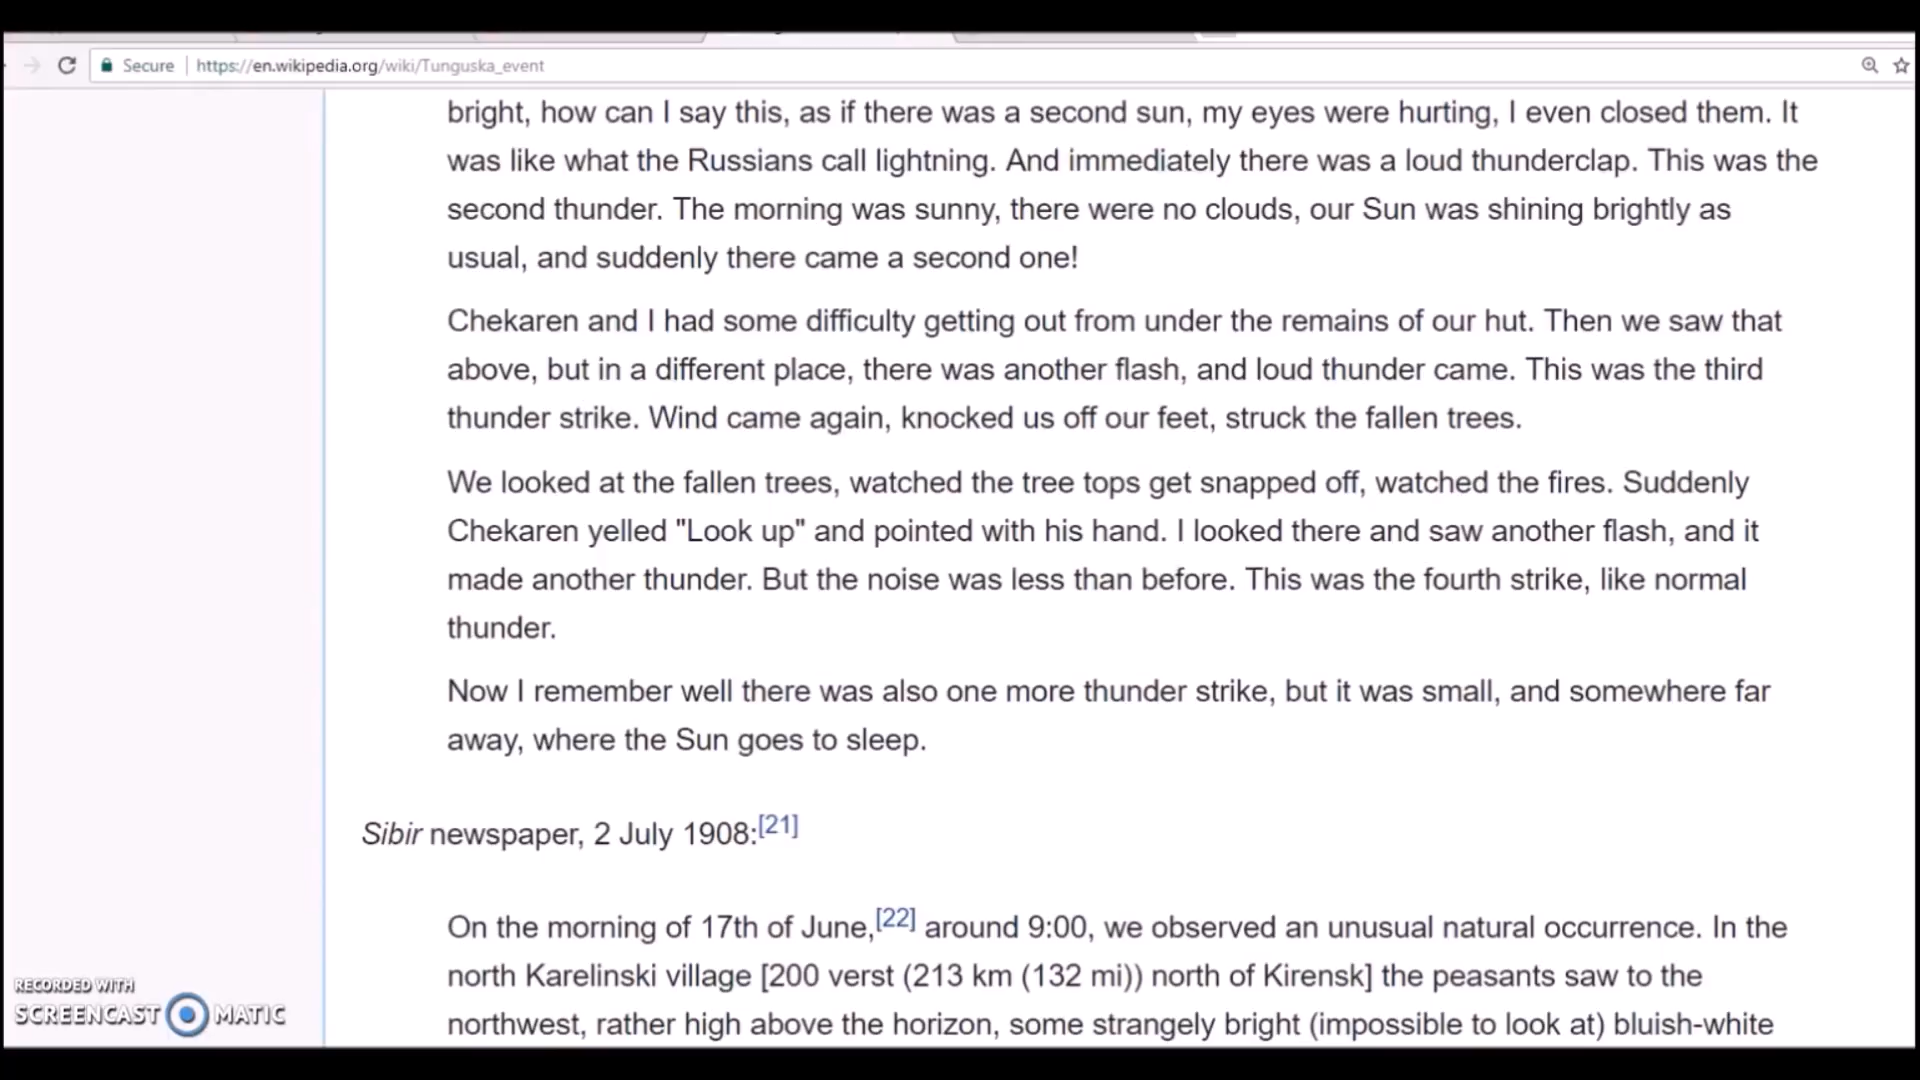 Secure https://en.wikipedia.org/wiki/Tunguska_event
bright, how can I say this, as if there was a second sun, my eyes were hurting, I even closed them. It
was like what the Russians call lightning. And immediately there was a loud thunderclap. This was the
second thunder. The morning was sunny, there were no clouds, our Sun was shining brightly as
usual, and suddenly there came a second one!
Chekaren and I had some difficulty getting out from under the remains of our hut. Then we saw that
above, but in a different place, there was another flash, and loud thunder came. This was the third
thunder strike. Wind came again, knocked us off our feet, struck the fallen trees.
We looked at the fallen trees, watched the tree tops get snapped off, watched the fires. Suddenly
Chekaren yelled "Look up" and pointed with his hand. I looked there and saw another flash, and it
made another thunder. But the noise was less than before. This was the fourth strike, like normal
thunder.
Now I remember well there was also one more thunder strike, but it was small, and somewhere far
away, where the Sun goes to sleep.
Sibir newspaper, 2 July 1908:[21]
On the morning of 17th of June,[22] around 9:00, we observed an unusual natural occurrence. In the
north Karelinski village [200 verst (213 km (132 mi)) north of Kirensk] the peasants saw to the
northwest, rather high above the horizon, some strangely bright (impossible to look at) bluish-white
RECORDED WITH
SCREENCAST MATIC